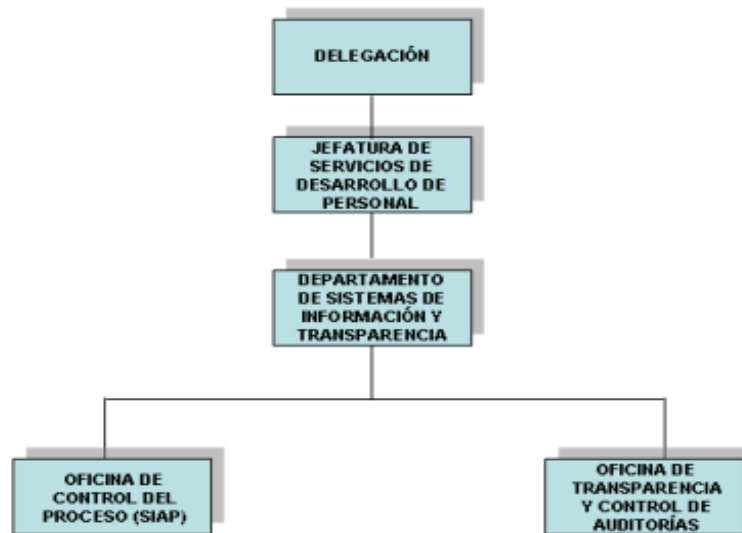 DELEGACIÓN
JEFATURA DE
SERVICIOS DE
DESARROLLO DE
PERSONAL
DEPARTAMENTO
DE SISTEMAS DE
INFORMACIÓN Y
TRANSPARENCIA
OFICINA DE
CONTROL DEL
PROCESO (SIAP)
OFICINA DE
TRANSPARENCIA
Y CONTROL DE
AUDITORÍAS